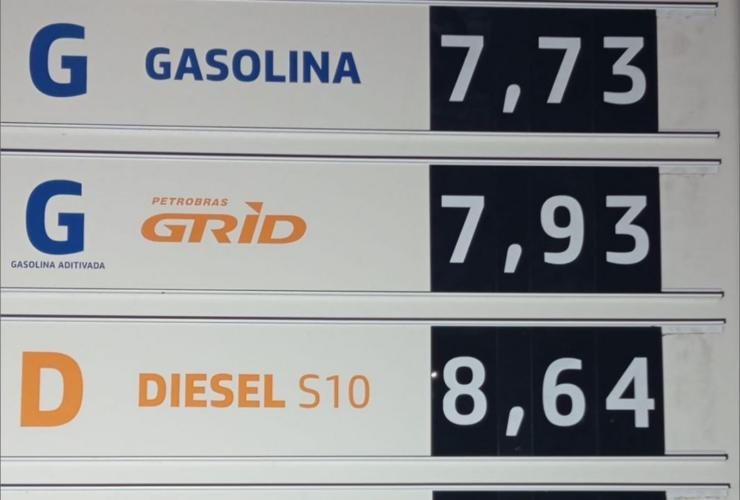 G GASOLINA 7,73
G PETROBRAS GRID 7,93
GASOLINA ADITIVADA
D DIESEL S10 8,64